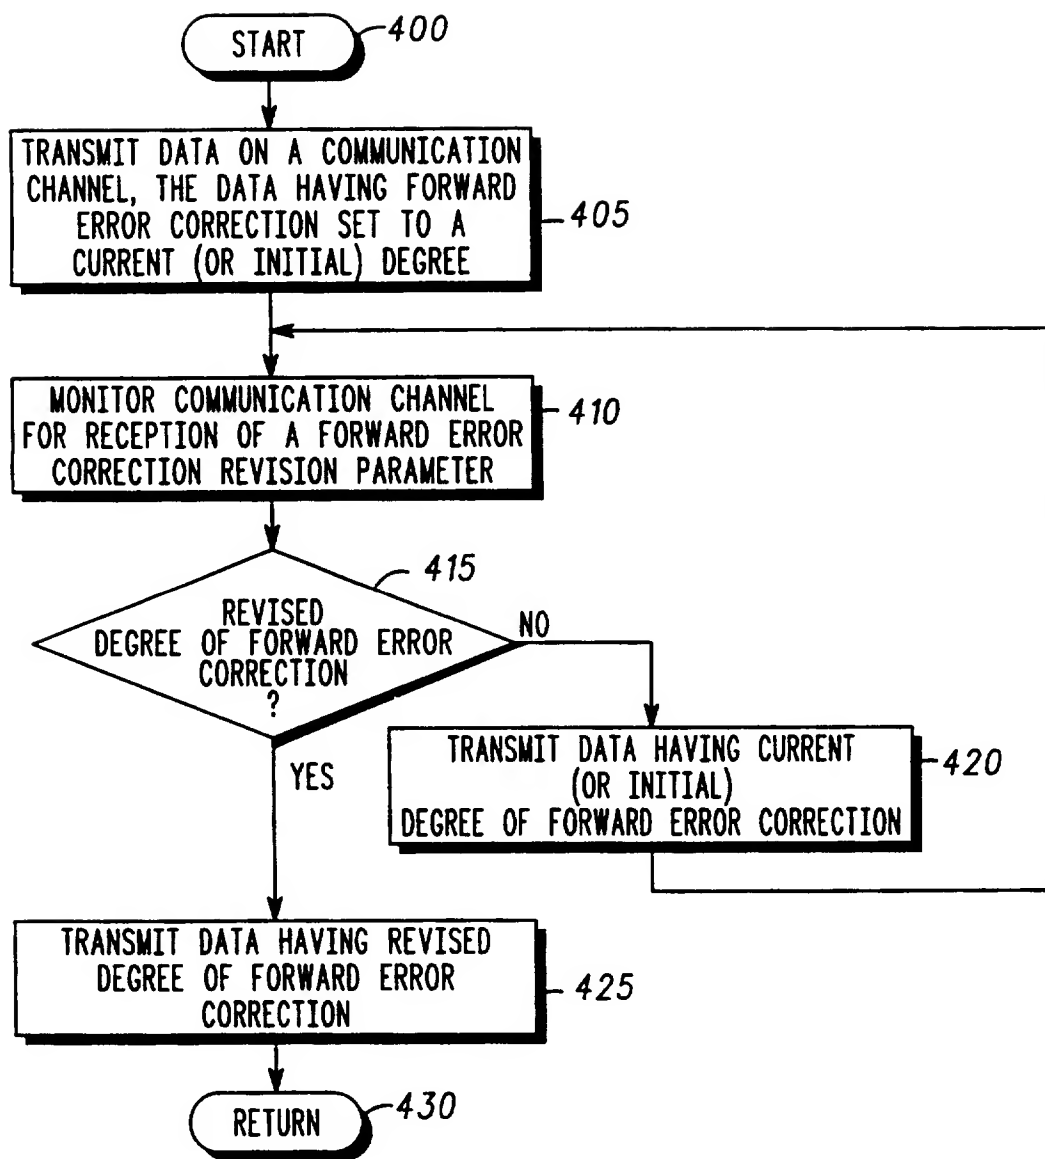 START
400
TRANSMIT DATA ON A COMMUNICATION
CHANNEL, THE DATA HAVING FORWARD
ERROR CORRECTION SET TO A
CURRENT (OR INITIAL) DEGREE
405
MONITOR COMMUNICATION CHANNEL
FOR RECEPTION OF A FORWARD ERROR
CORRECTION REVISION PARAMETER
410
415
REVISED
DEGREE OF FORWARD ERROR
CORRECTION
?
NO
YES
TRANSMIT DATA HAVING CURRENT
(OR INITIAL)
DEGREE OF FORWARD ERROR CORRECTION
420
TRANSMIT DATA HAVING REVISED
DEGREE OF FORWARD ERROR
CORRECTION
425
RETURN
430